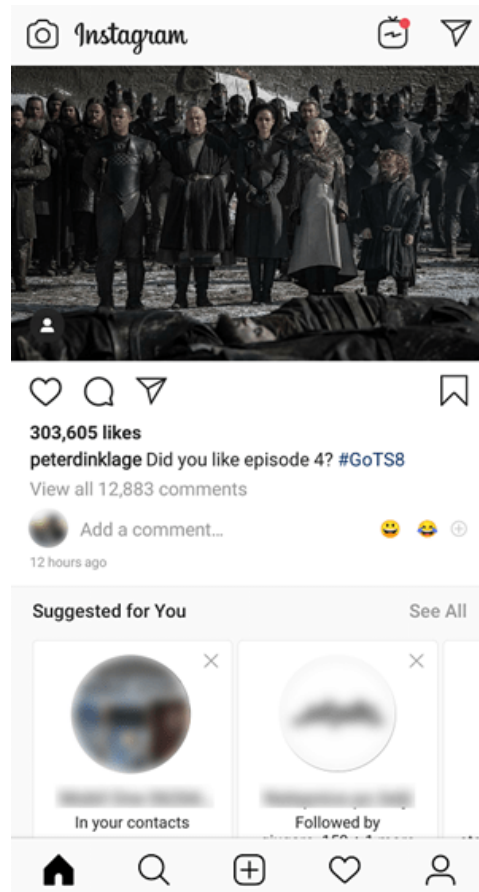 Instagram
303,605 likes
peterdinklage Did you like episode 4? #GoTS8
View all 12,883 comments
Add a comment...
12 hours ago
Suggested for You See All
In your contacts
Followed by